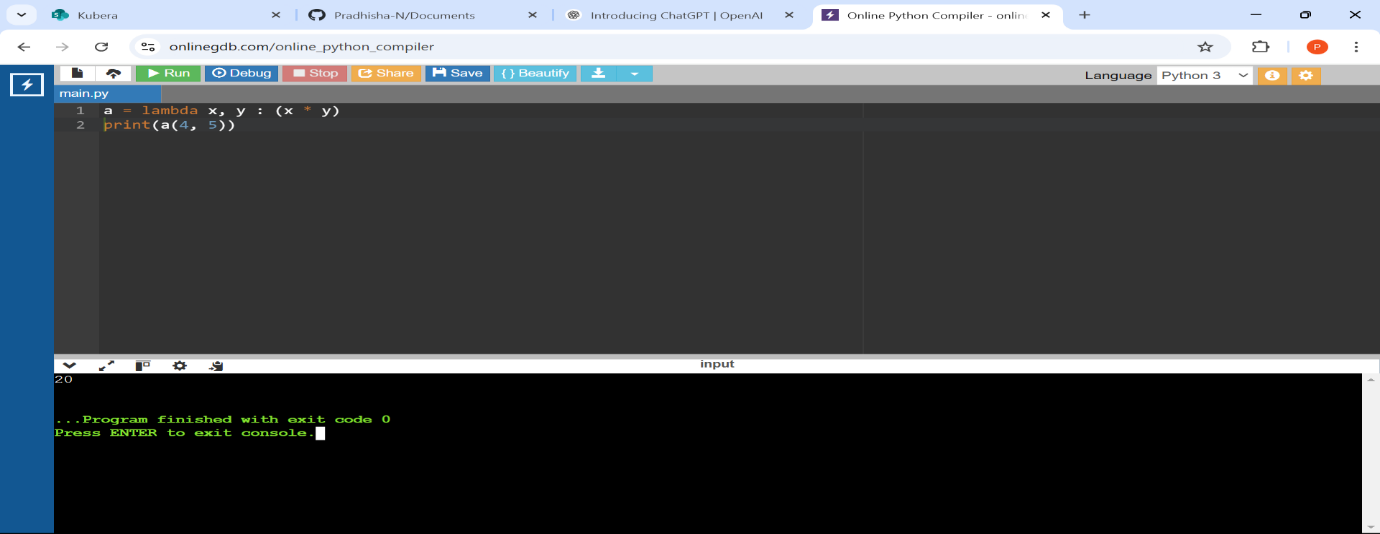 Kubera
Pradhisha-N/Documents
Introducing ChatGPT | OpenAI
Online Python Compiler - onlin
onlinegdb.com/online_python_compiler
P
Run Debug Stop Share Save { } Beautify
Language Python 3
main.py
1 a = lambda x, y : (x * y)
2 print(a(4, 5))
input
20
...Program finished with exit code 0
Press ENTER to exit console.